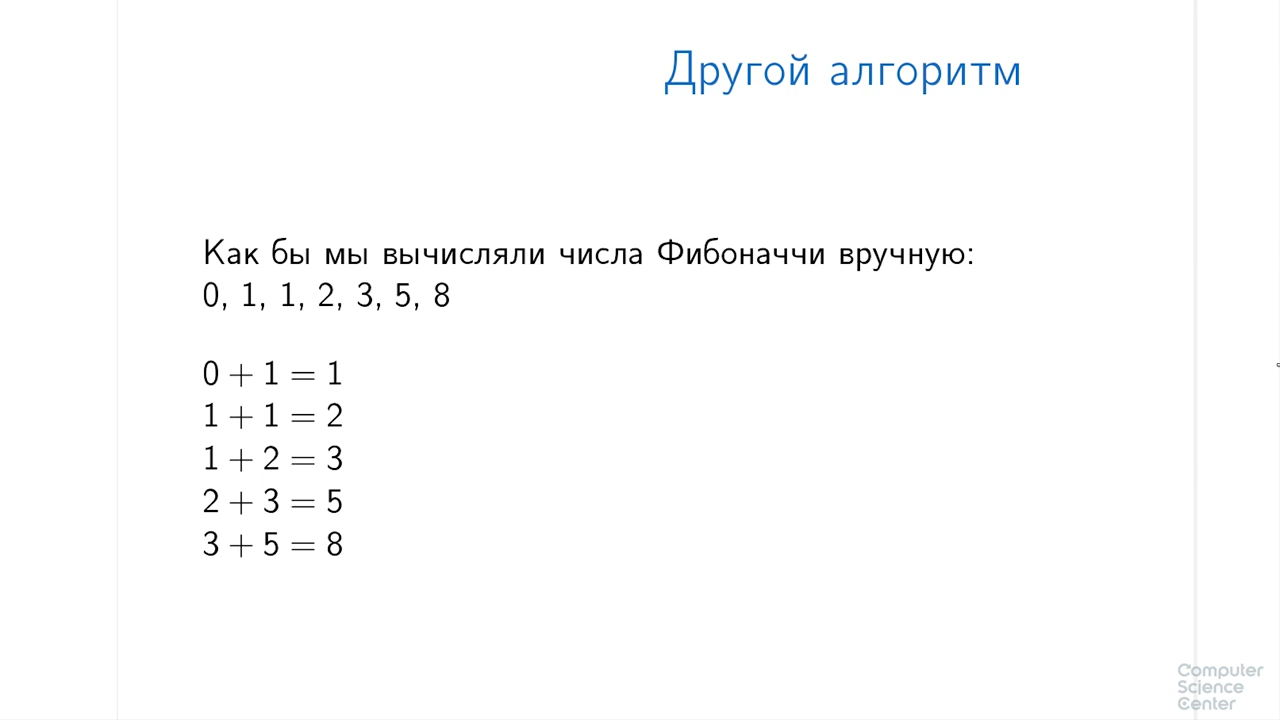 Другой алгоритм
Как бы мы вычисляли числа Фибоначчи вручную:
0, 1, 1, 2, 3, 5, 8
0 + 1 = 1
1 + 1 = 2
1 + 2 = 3
2 + 3 = 5
3 + 5 = 8
Computer
Science
Center